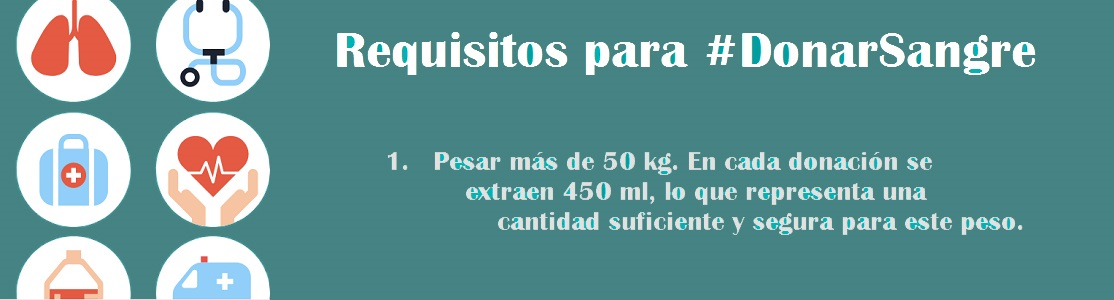 Requisitos para #DonarSangre
1. Pesar más de 50 kg. En cada donación se
extraen 450 ml, lo que representa una
cantidad suficiente y segura para este peso.